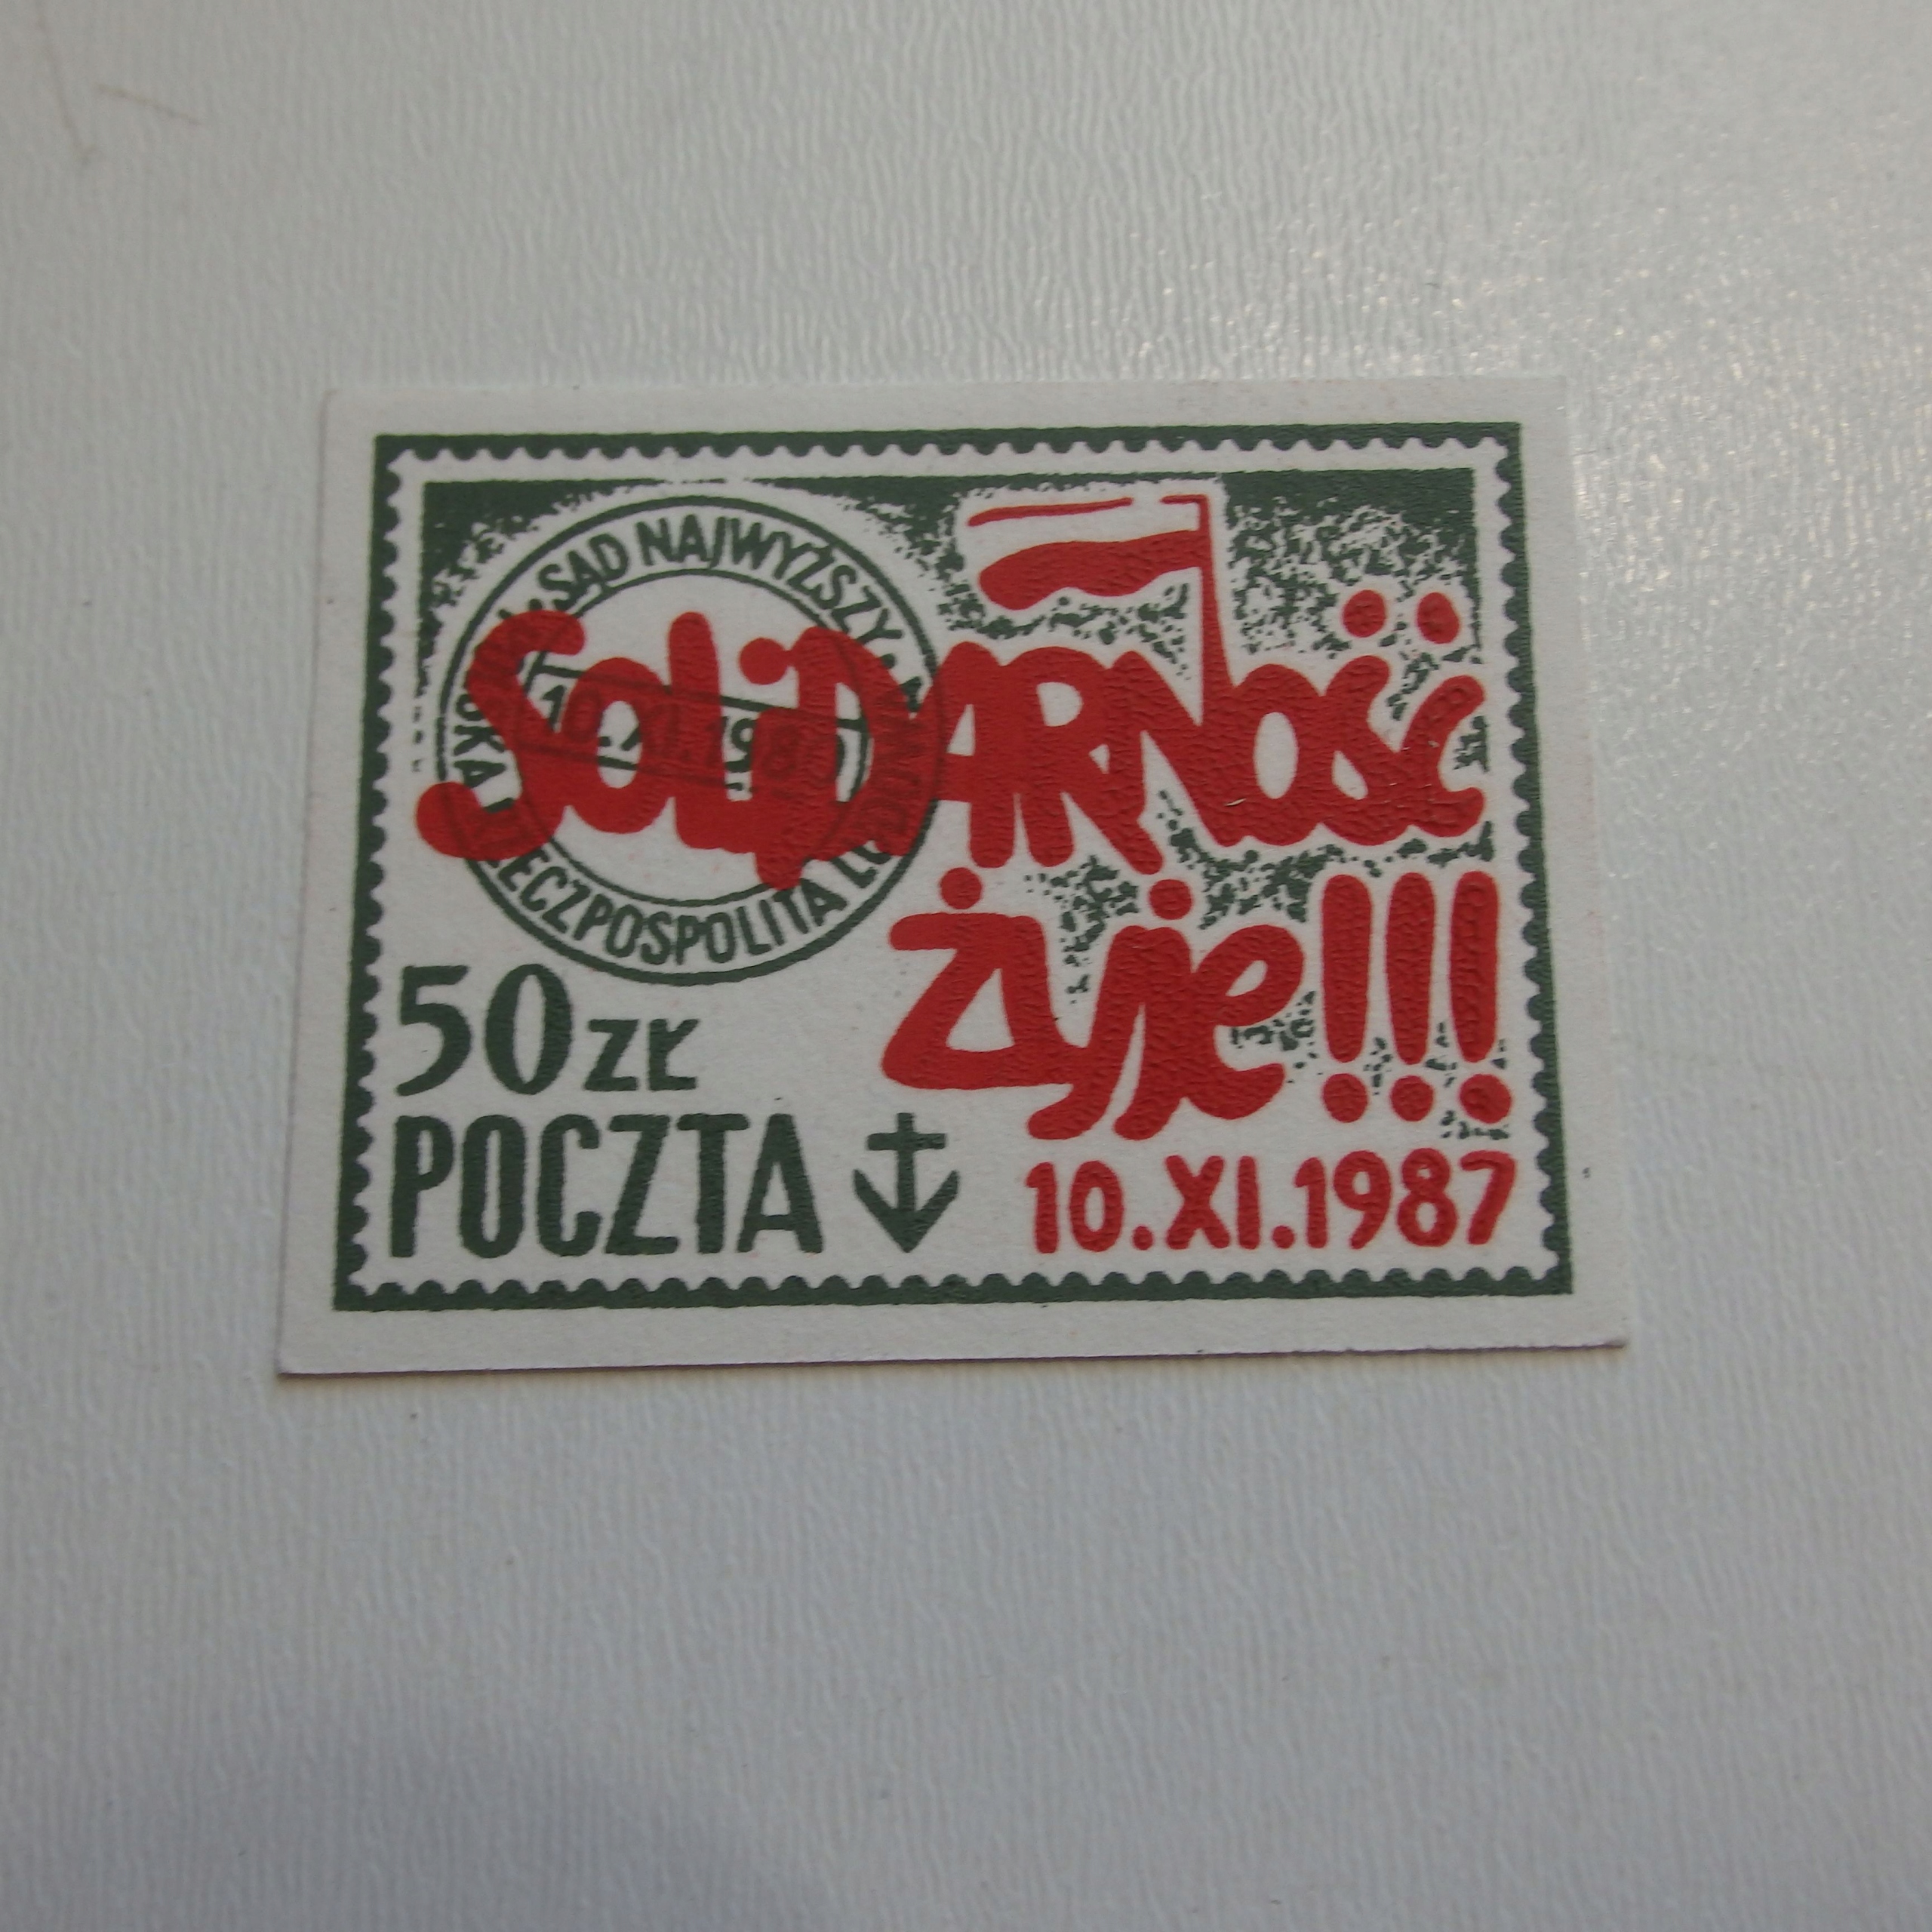 SĄD NAJWYŻSZY
RZECZPOSPOLITA
SOLiDARNOŚĆ
żyje!!!
50 ZŁ
POCZTA
10.XI.1987